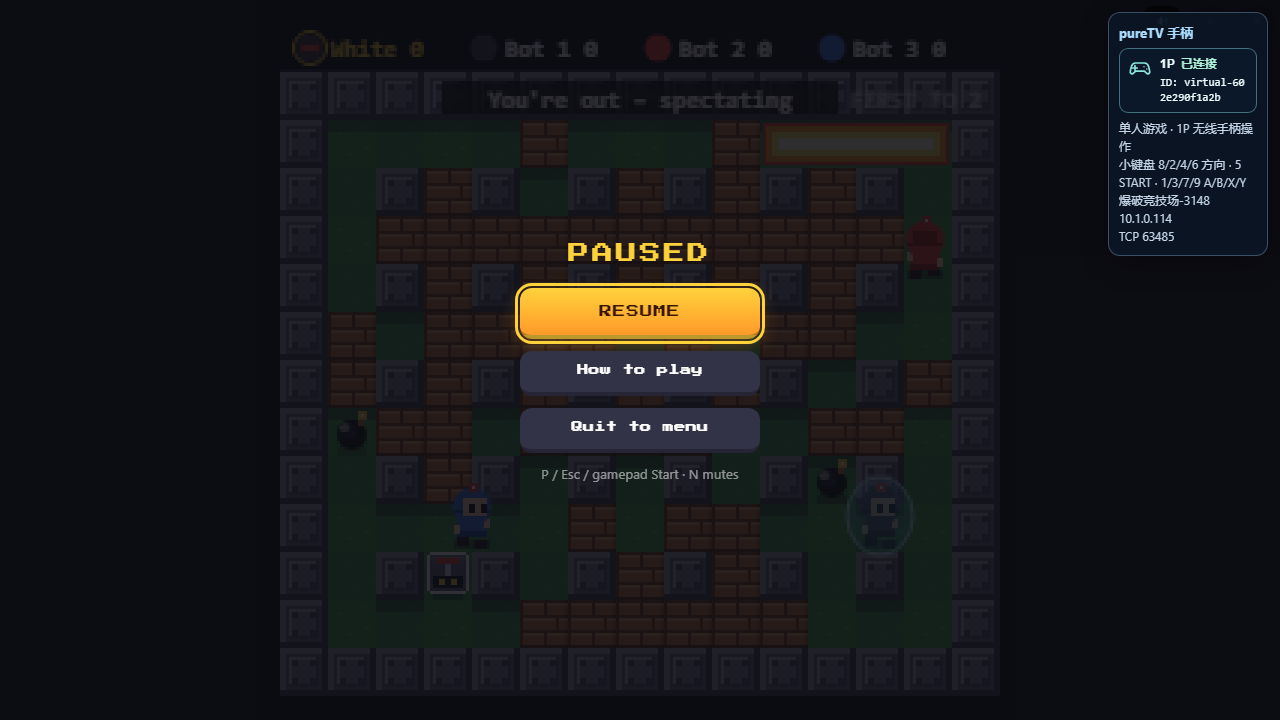 White 0
Bot 1 0
Bot 2 0
Bot 3 0
You're out - spectating
FIRST TO 2
PAUSED
RESUME
How to play
Quit to menu
P / Esc / gamepad Start · N mutes
pureTV 手柄
1P 已连接
ID: virtual-60
2e290f1a2b
单人游戏 · 1P 无线手柄操
作
小键盘 8/2/4/6 方向 · 5
START · 1/3/7/9 A/B/X/Y
爆破竞技场-3148
10.1.0.114
TCP 63485